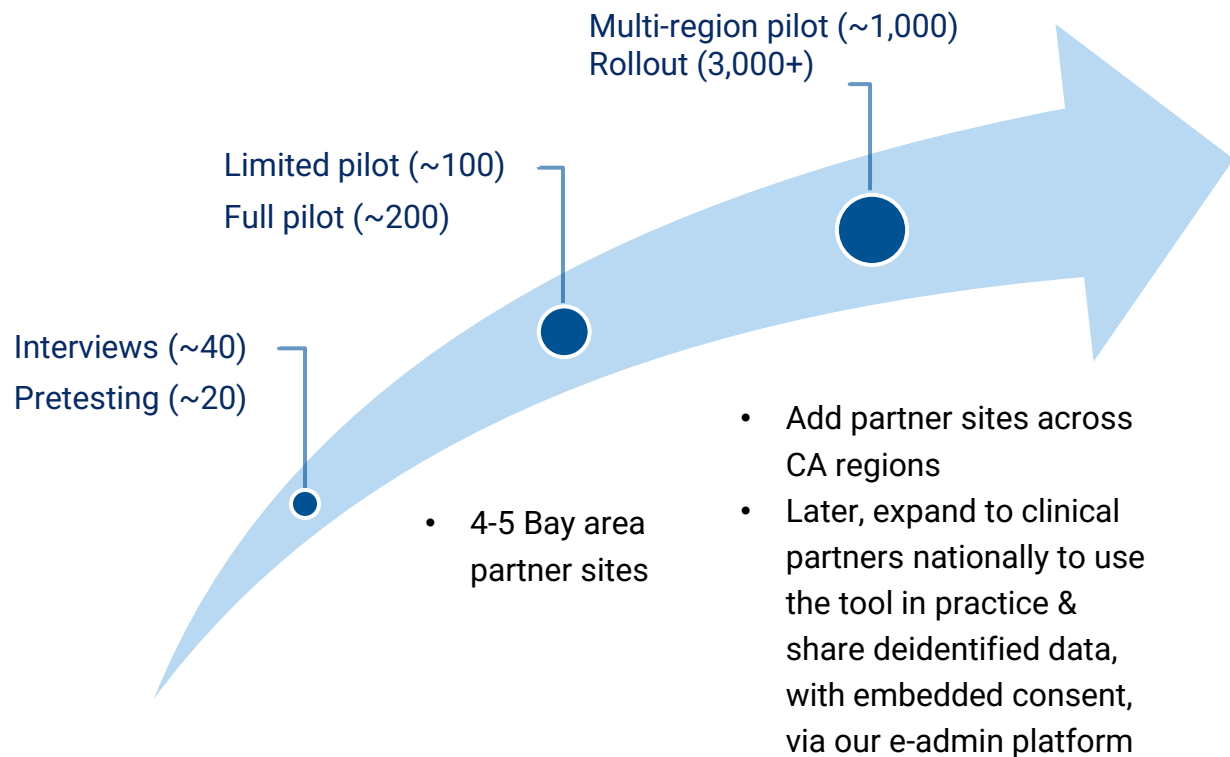 Multi-region pilot (~1,000)
Rollout (3,000+)
Limited pilot (~100)
Full pilot (~200)
Interviews (~40)
Pretesting (~20)
• 4-5 Bay area
partner sites
• Add partner sites across
CA regions
• Later, expand to clinical
partners nationally to use
the tool in practice &
share deidentified data,
with embedded consent,
via our e-admin platform